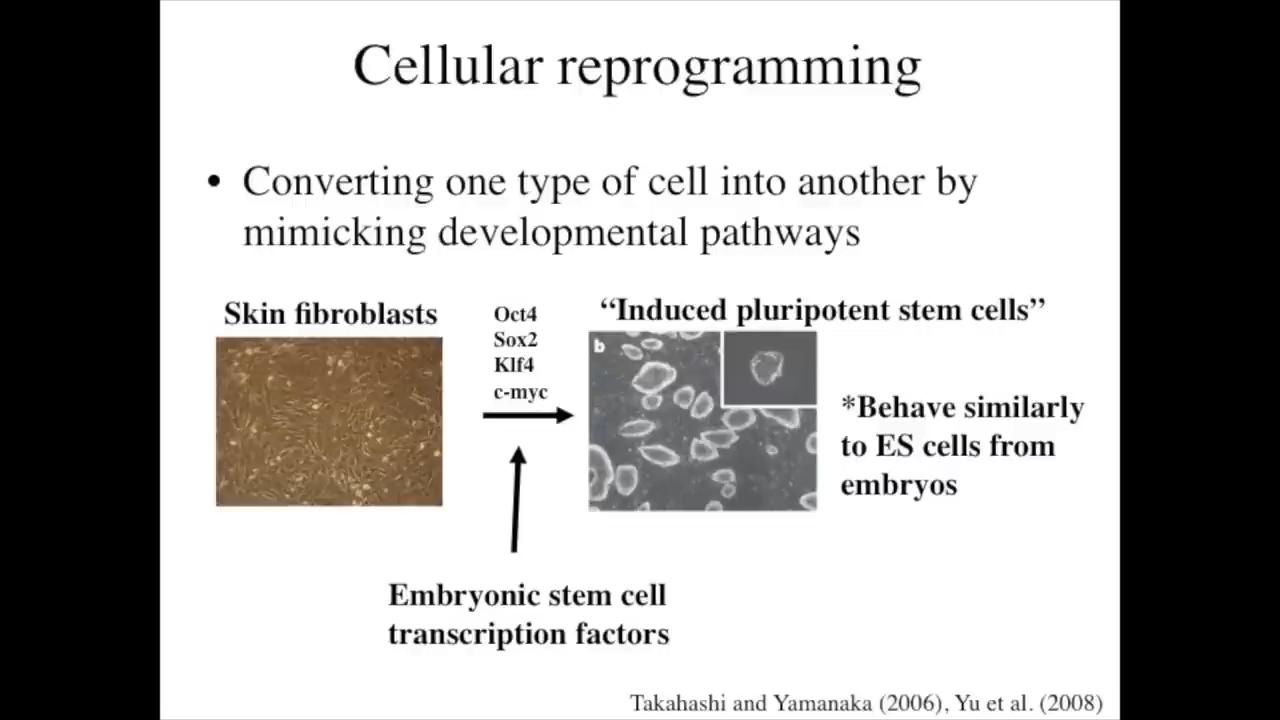 Cellular reprogramming
• Converting one type of cell into another by
mimicking developmental pathways
Skin fibroblasts
Oct4
Sox2
Klf4
c-myc
“Induced pluripotent stem cells”
b
*Behave similarly
to ES cells from
embryos
Embryonic stem cell
transcription factors
Takahashi and Yamanaka (2006), Yu et al. (2008)